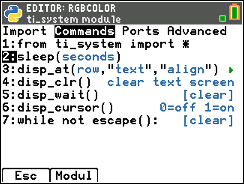 EDITOR: RGBCOLOR
ti_system module
Import Commands Ports Advanced
1:from ti_system import *
2:sleep(seconds)
3:disp_at(row,"text","align") ▸
4:disp_clr() clear text screen
5:disp_wait() [clear]
6:disp_cursor() 0=off 1=on
7:while not escape(): [clear]
Esc Modul